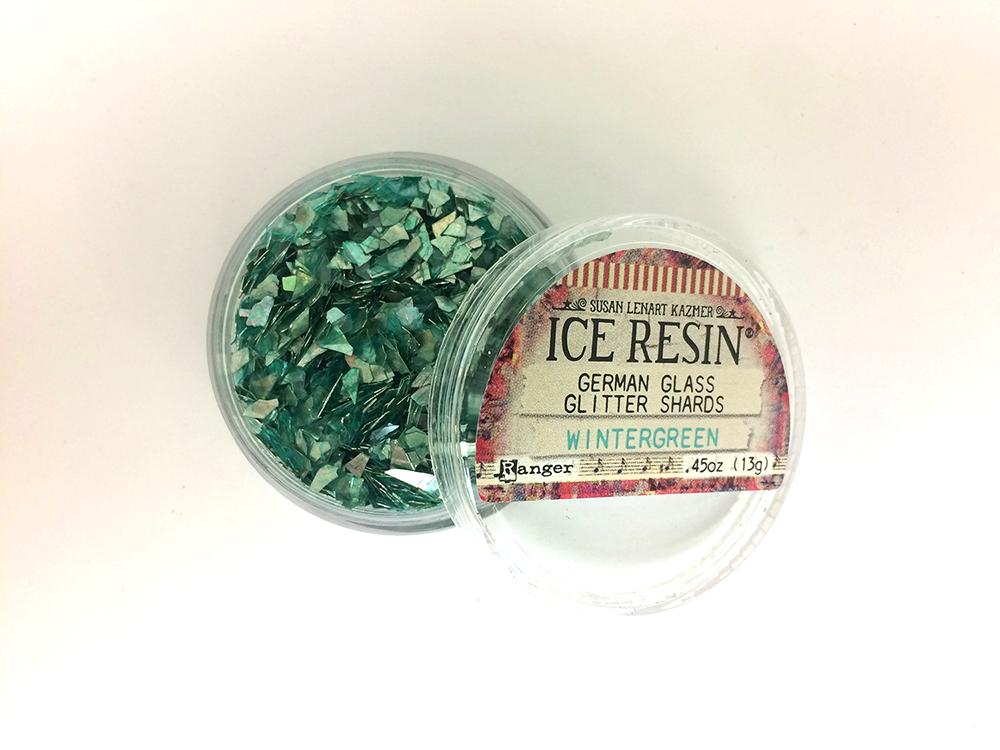 SUSAN LENART KAZMER
ICE RESIN®
GERMAN GLASS
GLITTER SHARDS
WINTERGREEN
Ranger .45oz (13g)